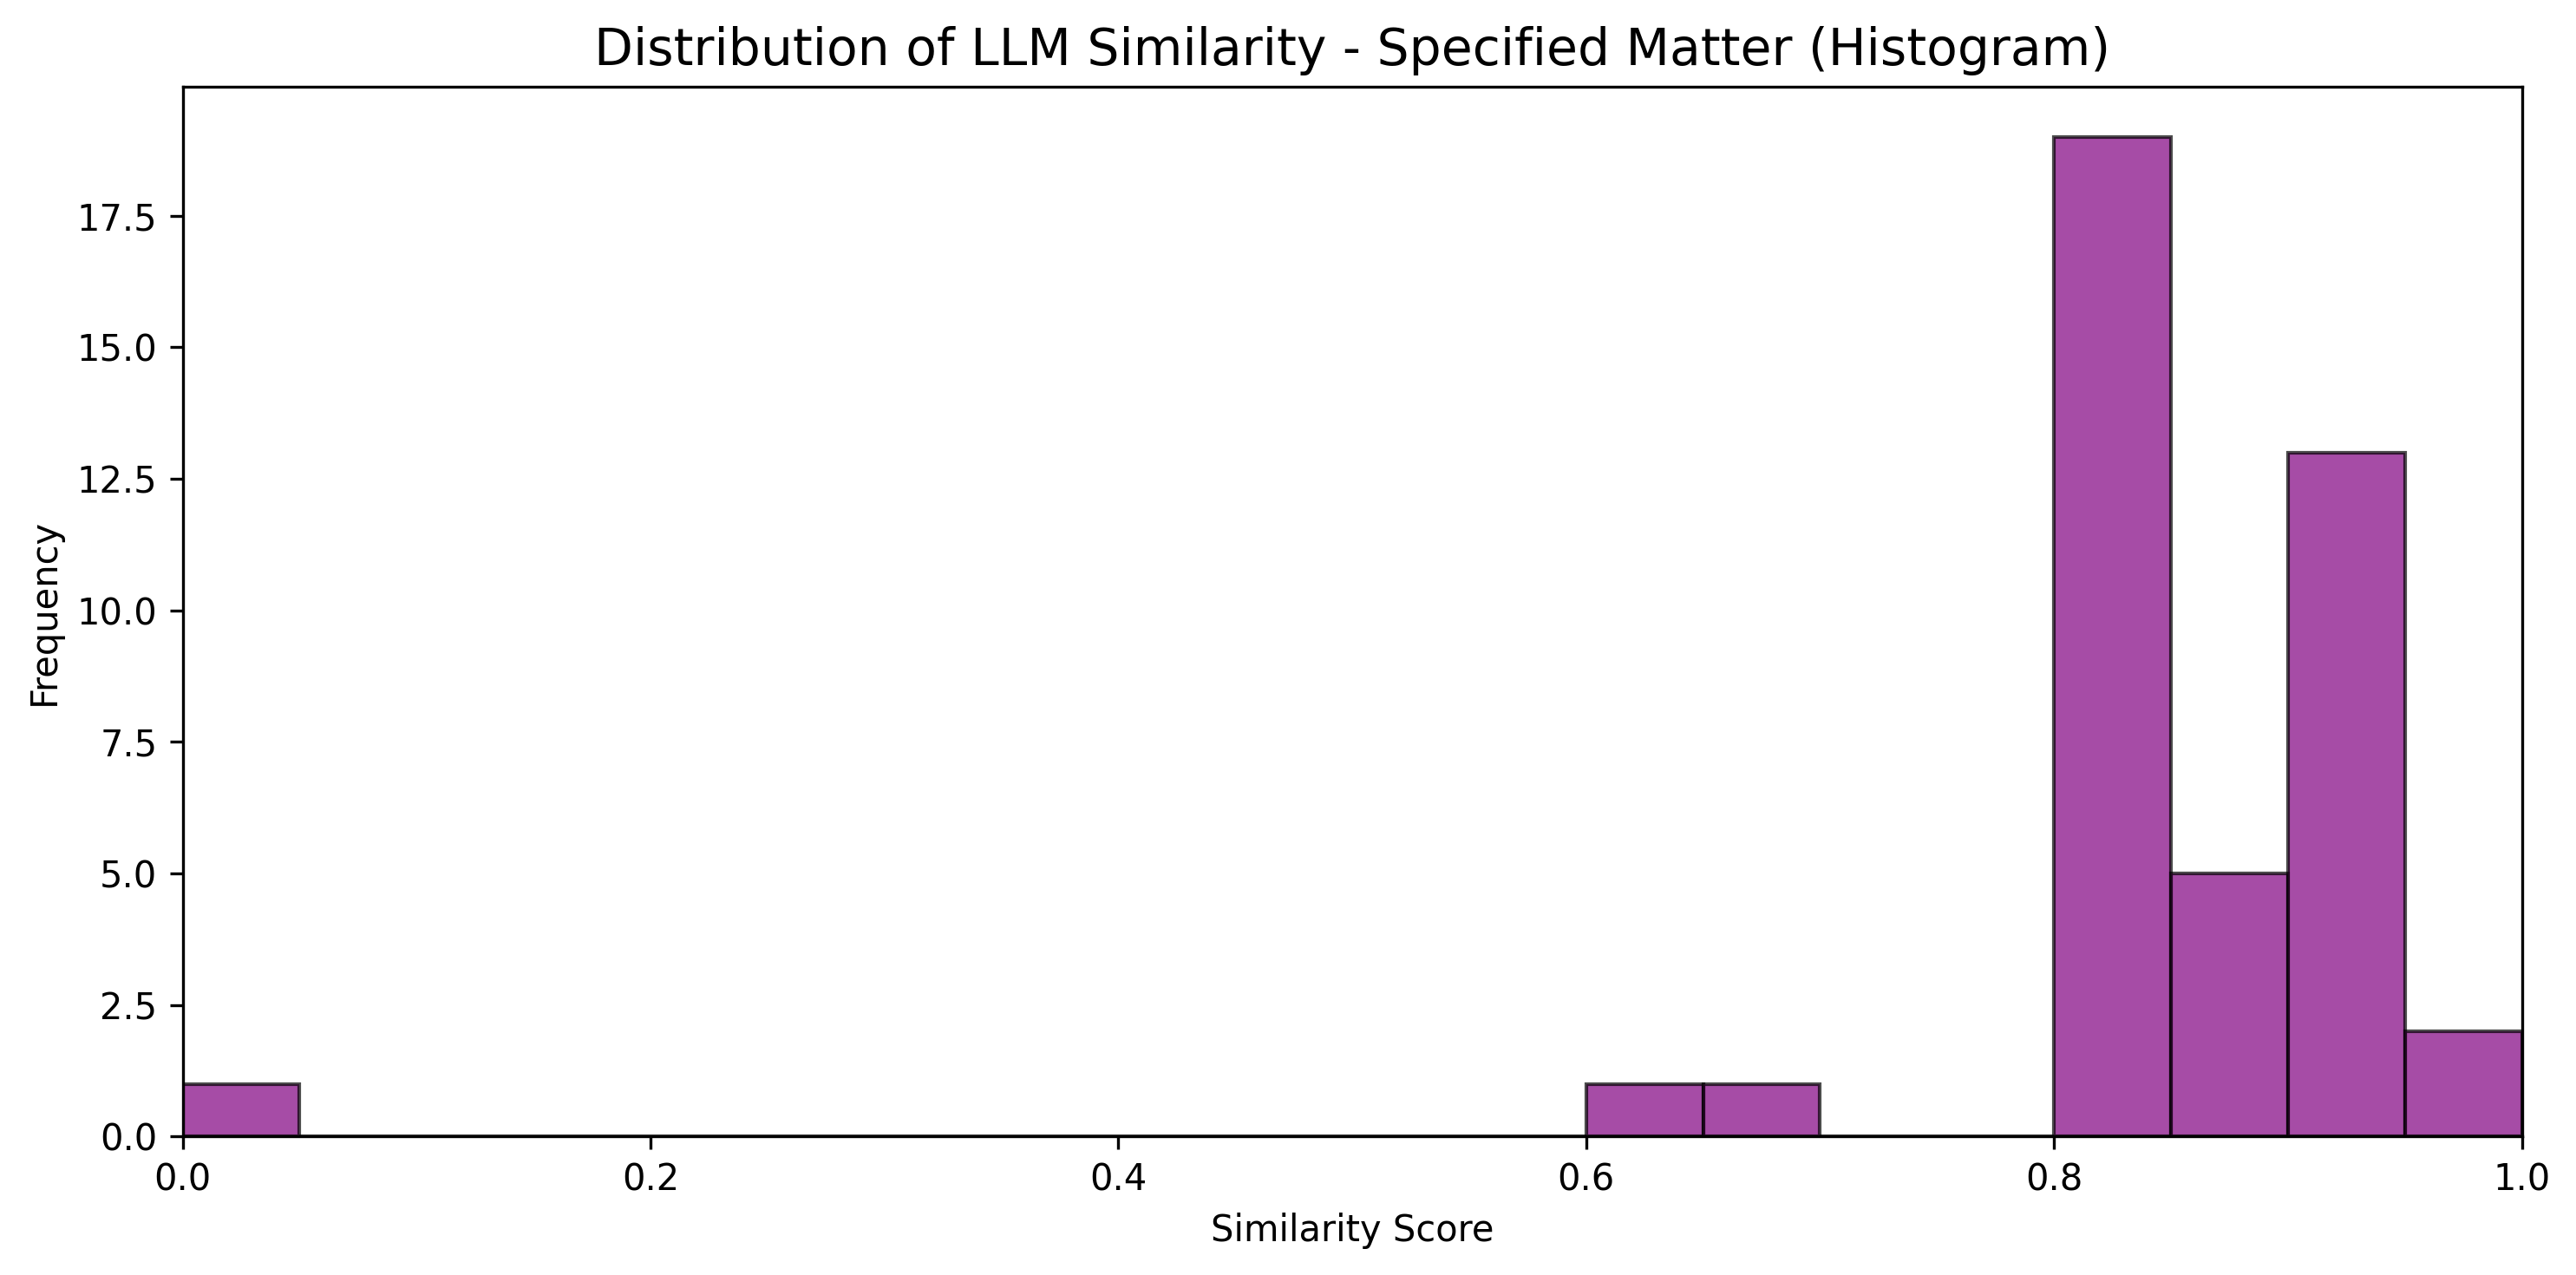 Distribution of LLM Similarity - Specified Matter (Histogram)
17.5
15.0
12.5
10.0
7.5
5.0
2.5
0.0
Frequency
0.0 0.2 0.4 0.6 0.8 1.0
Similarity Score